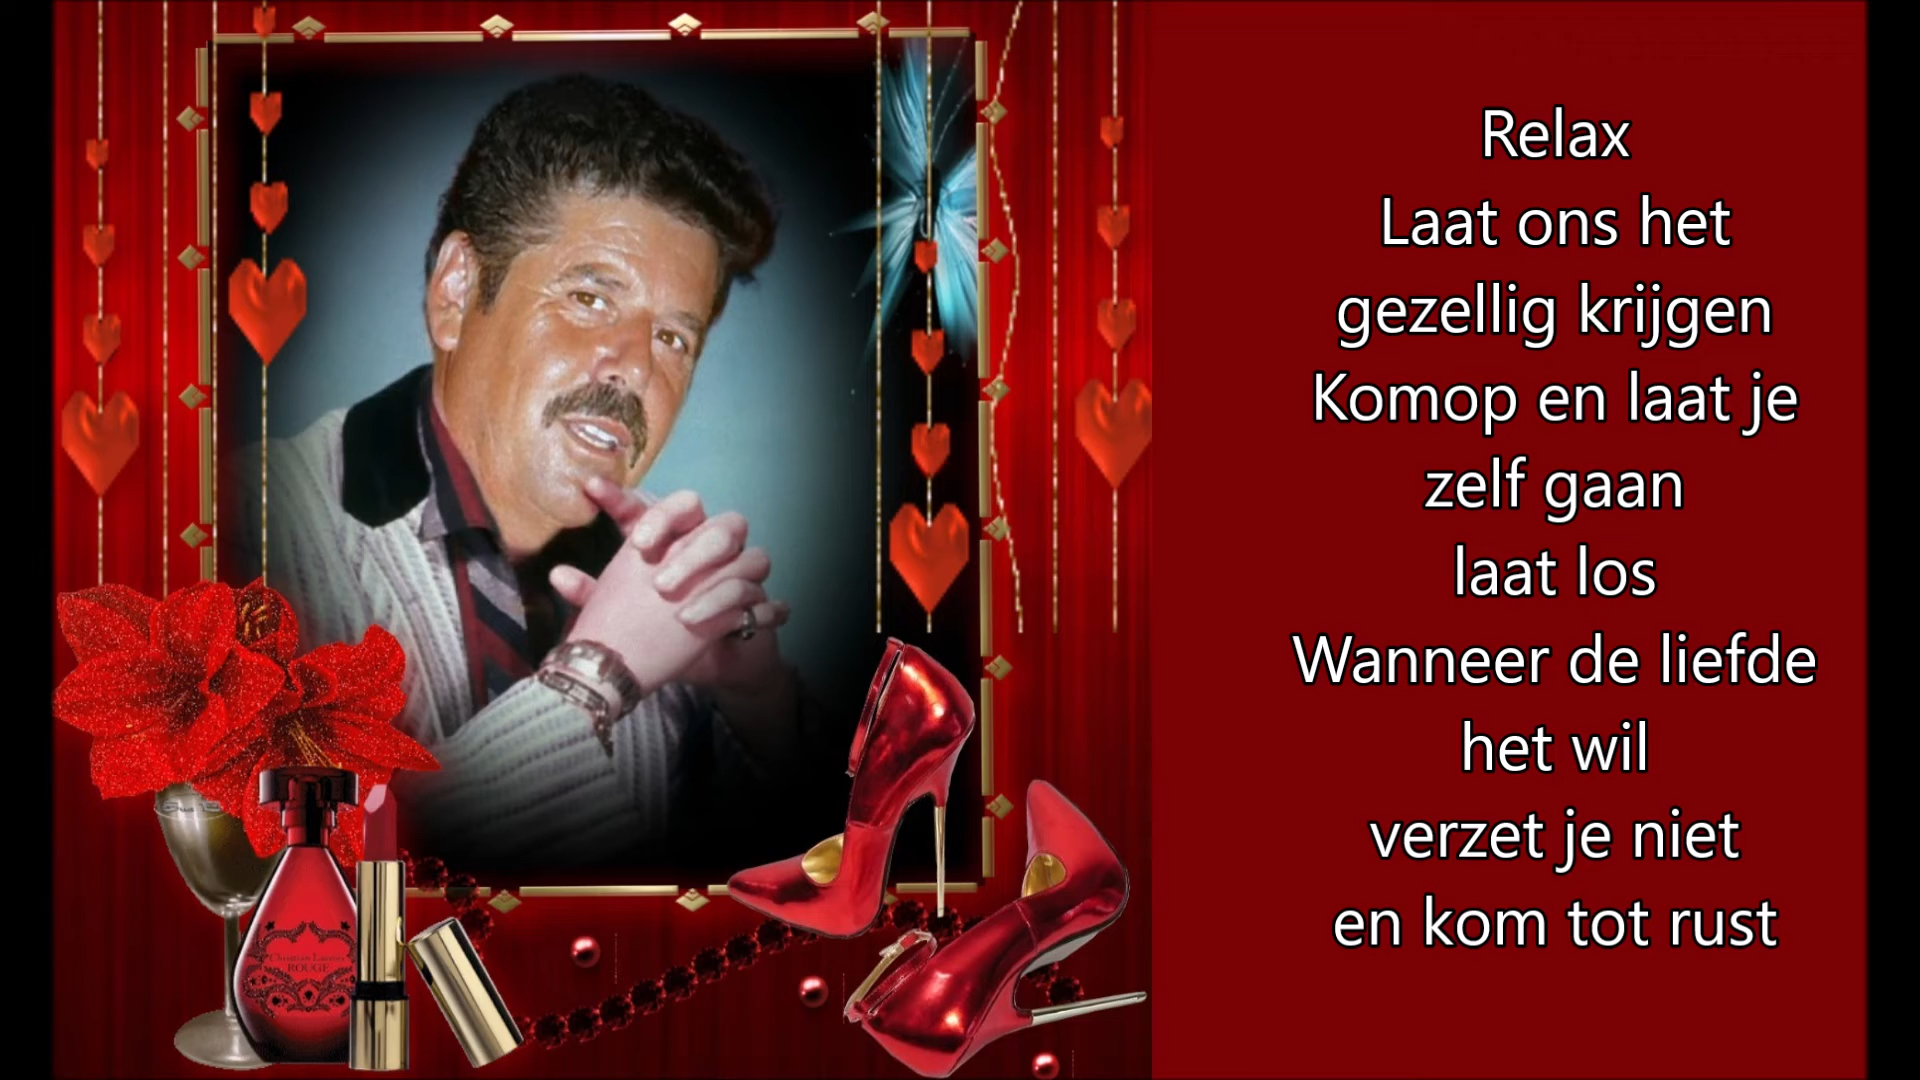 Relax
Laat ons het
gezellig krijgen
Komop en laat je
zelf gaan
laat los
Wanneer de liefde
het wil
verzet je niet
en kom tot rust
ROUGE